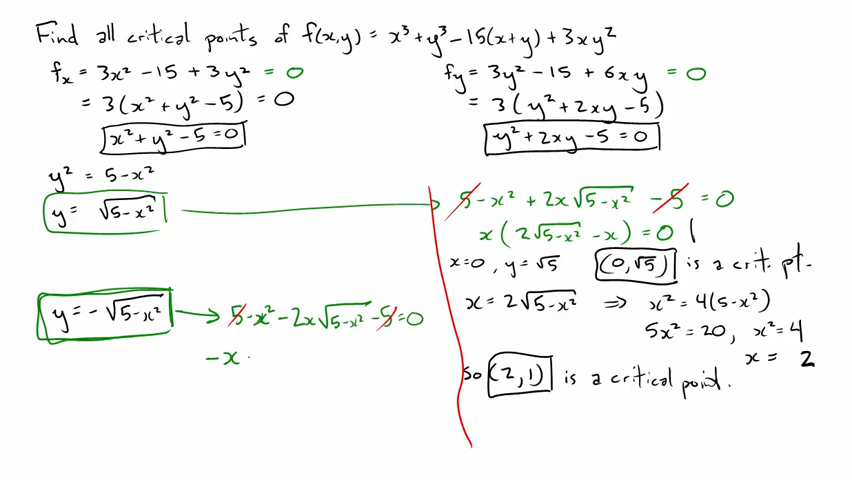 Find all critical points of f(x,y) = x³ + y³ - 15(x+y) + 3xy²
fₓ = 3x² - 15 + 3y² = 0
= 3(x² + y² - 5) = 0
x² + y² - 5 = 0
y² = 5 - x²
y = √(5-x²)
fy = 3y² - 15 + 6xy = 0
= 3(y² + 2xy - 5)
y² + 2xy - 5 = 0
5 - x² + 2x√(5-x²) - 5 = 0
x(2√(5-x²) - x) = 0
x=0, y=√5 (0,√5) is a crit. pt.
x = 2√(5-x²) ⇒ x² = 4(5-x²)
5x² = 20, x² = 4
x = 2
so (2,1) is a critical point.
y = -√(5-x²) → 5 - x² - 2x√(5-x²) - 5 = 0
-x